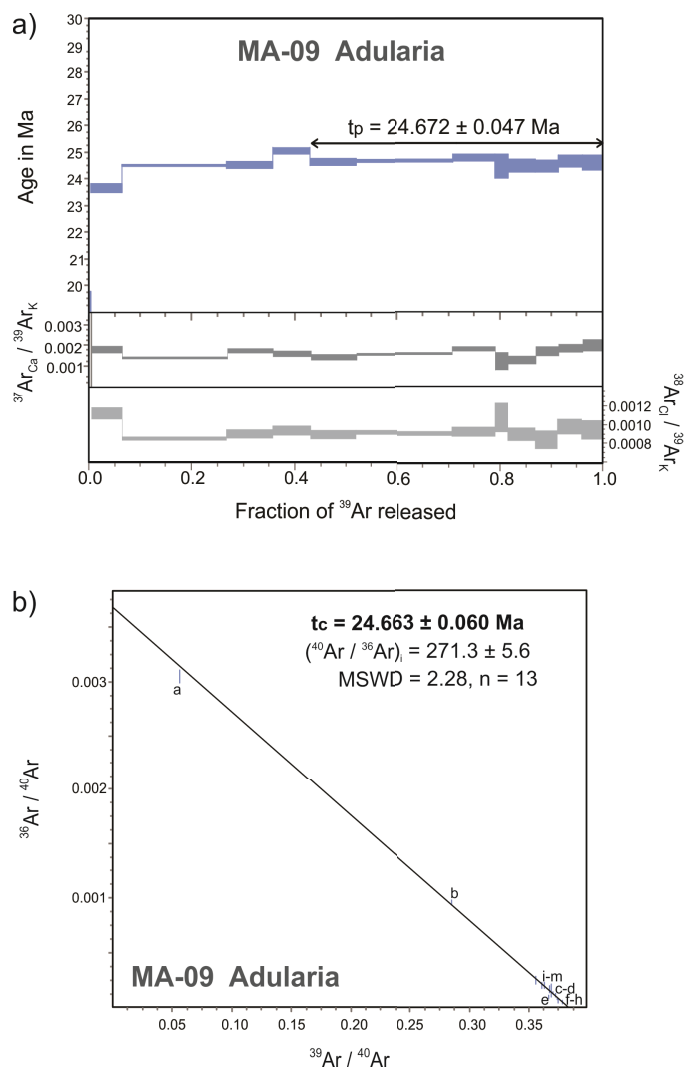 a)
MA-09 Adularia
tp = 24.672 ± 0.047 Ma
Age in Ma
30
29
28
27
26
25
24
23
22
21
20
³⁷ArCa / ³⁹ArK
0.003
0.002
0.001
³⁸ArCl / ³⁹ArK
0.0012
0.0010
0.0008
0.0 0.2 0.4 0.6 0.8 1.0
Fraction of ³⁹Ar released
b)
tc = 24.663 ± 0.060 Ma
(⁴⁰Ar / ³⁶Ar)i = 271.3 ± 5.6
MSWD = 2.28, n = 13
³⁶Ar / ⁴⁰Ar
0.003
0.002
0.001
a
b
i-m
c-d
e
f-h
MA-09 Adularia
0.05 0.10 0.15 0.20 0.25 0.30 0.35
³⁹Ar / ⁴⁰Ar